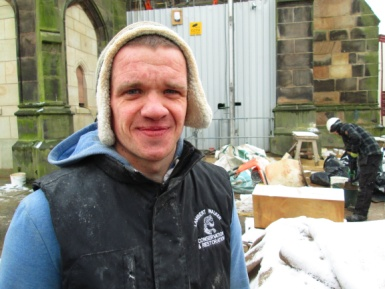 LAMBERT WALKER
CONSERVATION
& RESTORATION